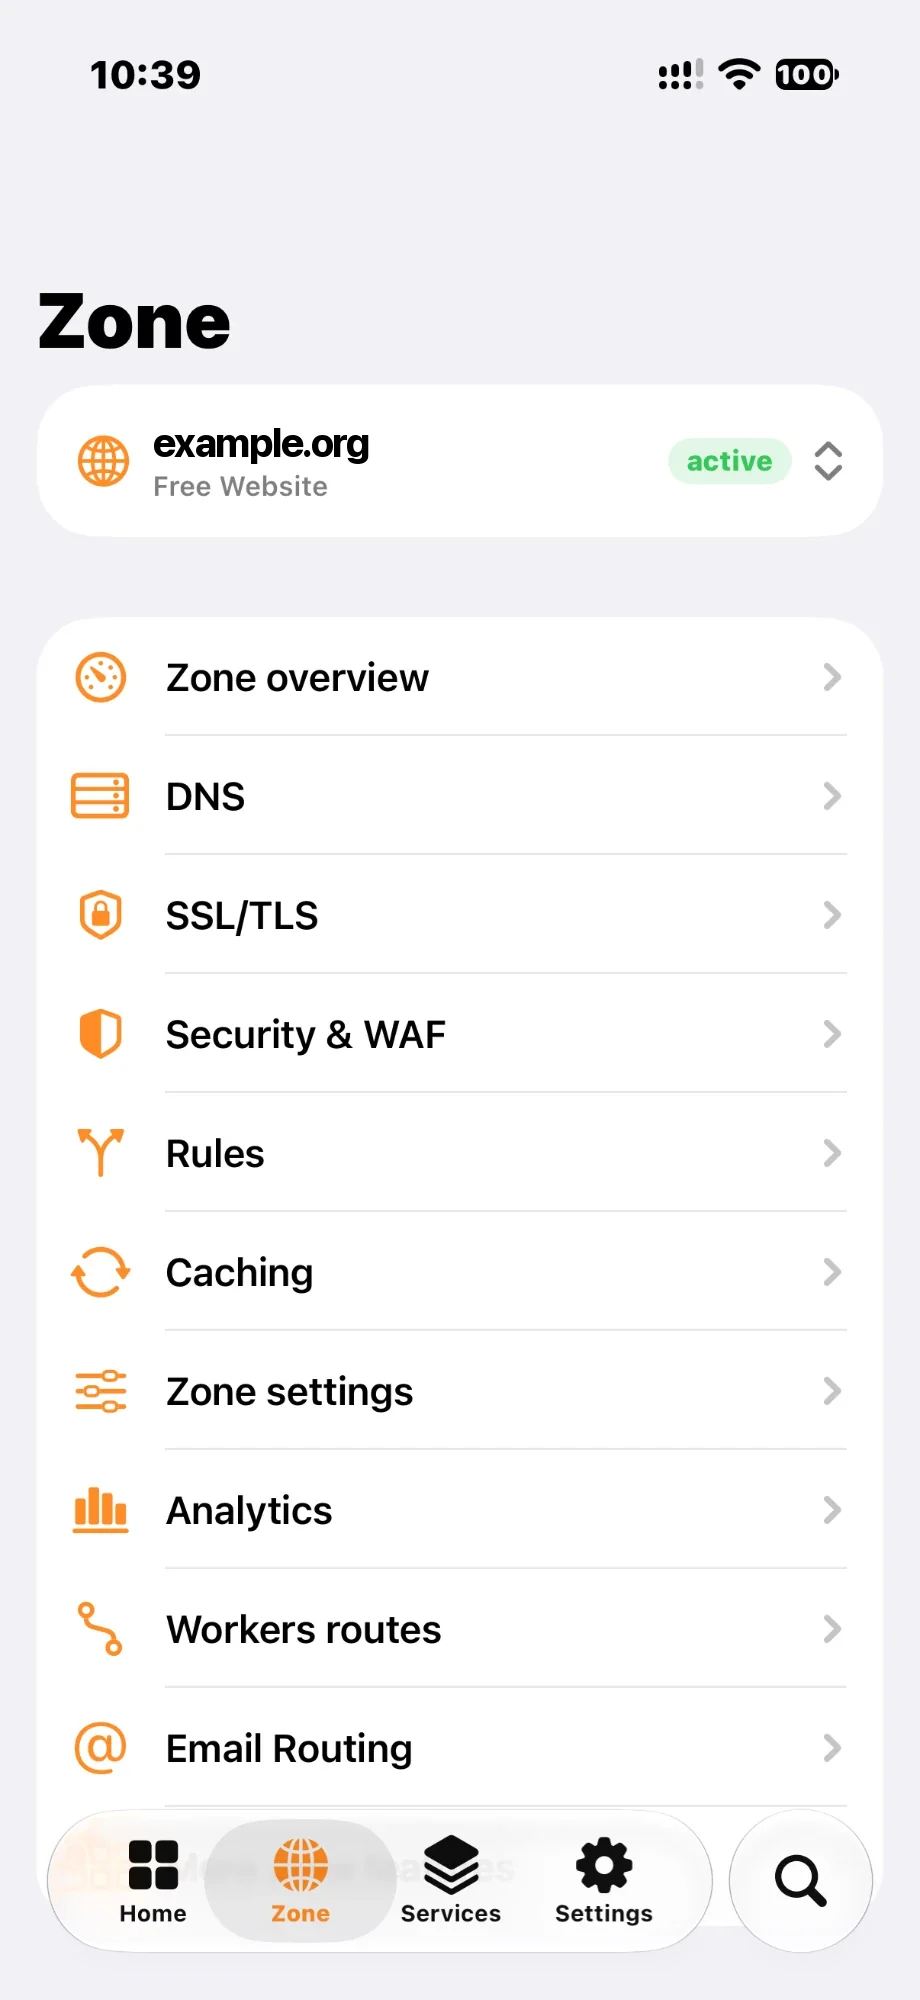 10:39
100
Zone
example.org
Free Website
active
Zone overview
DNS
SSL/TLS
Security & WAF
Rules
Caching
Zone settings
Analytics
Workers routes
Email Routing
Home
Zone
Services
Settings